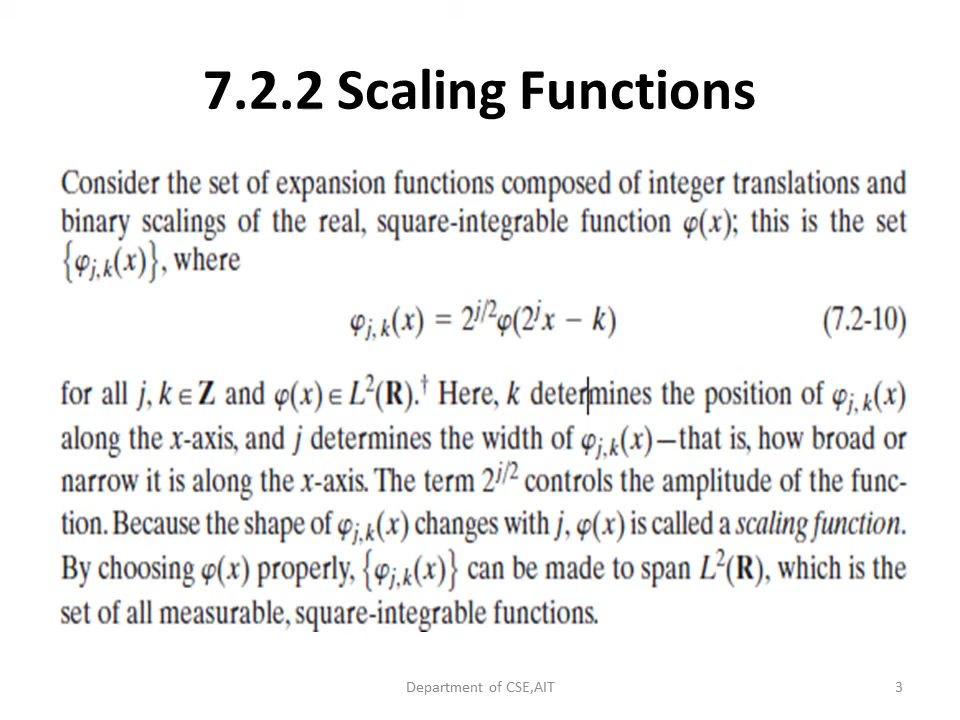 7.2.2 Scaling Functions
Consider the set of expansion functions composed of integer translations and
binary scalings of the real, square-integrable function φ(x); this is the set
{φj,k(x)}, where
φj,k(x) = 2^j/2φ(2^jx − k) (7.2-10)
for all j, k ∈ Z and φ(x) ∈ L²(R).† Here, k determines the position of φj,k(x)
along the x-axis, and j determines the width of φj,k(x)—that is, how broad or
narrow it is along the x-axis. The term 2^j/2 controls the amplitude of the func-
tion. Because the shape of φj,k(x) changes with j, φ(x) is called a scaling function.
By choosing φ(x) properly, {φj,k(x)} can be made to span L²(R), which is the
set of all measurable, square-integrable functions.
Department of CSE,AIT 3